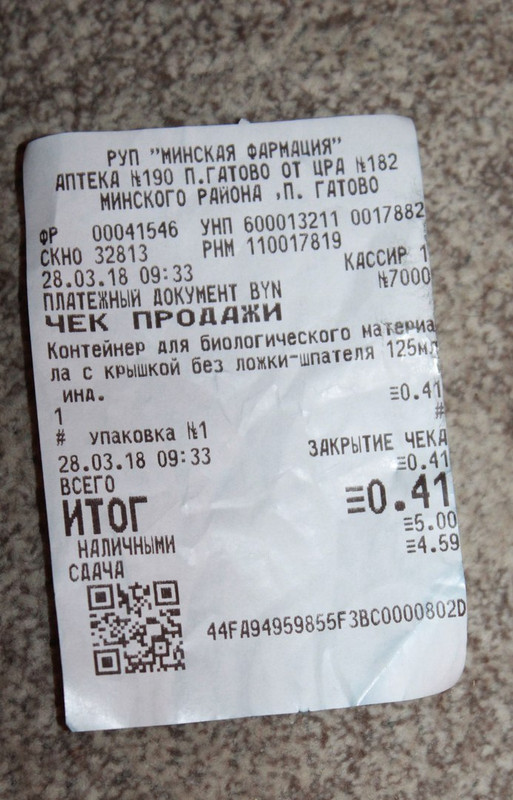 РУП "МИНСКАЯ ФАРМАЦИЯ"
АПТЕКА №190 П.ГАТОВО ОТ ЦРА №182
МИНСКОГО РАЙОНА ,П. ГАТОВО
ФР 00041546 УНП 600013211 0017882
СКНО 32813 РНМ 110017819
28.03.18 09:33 КАССИР 1
ПЛАТЕЖНЫЙ ДОКУМЕНТ BYN №7000
ЧЕК ПРОДАЖИ
Контейнер для биологического материа
ла с крышкой без ложки-шпателя 125мл
инд.
1 ≡0.41
# упаковка №1 #
28.03.18 09:33 ЗАКРЫТИЕ ЧЕКА
ВСЕГО ≡0.41
ИТОГ ≡0.41
НАЛИЧНЫМИ ≡5.00
СДАЧА ≡4.59
44FA94959855F3BC0000802D